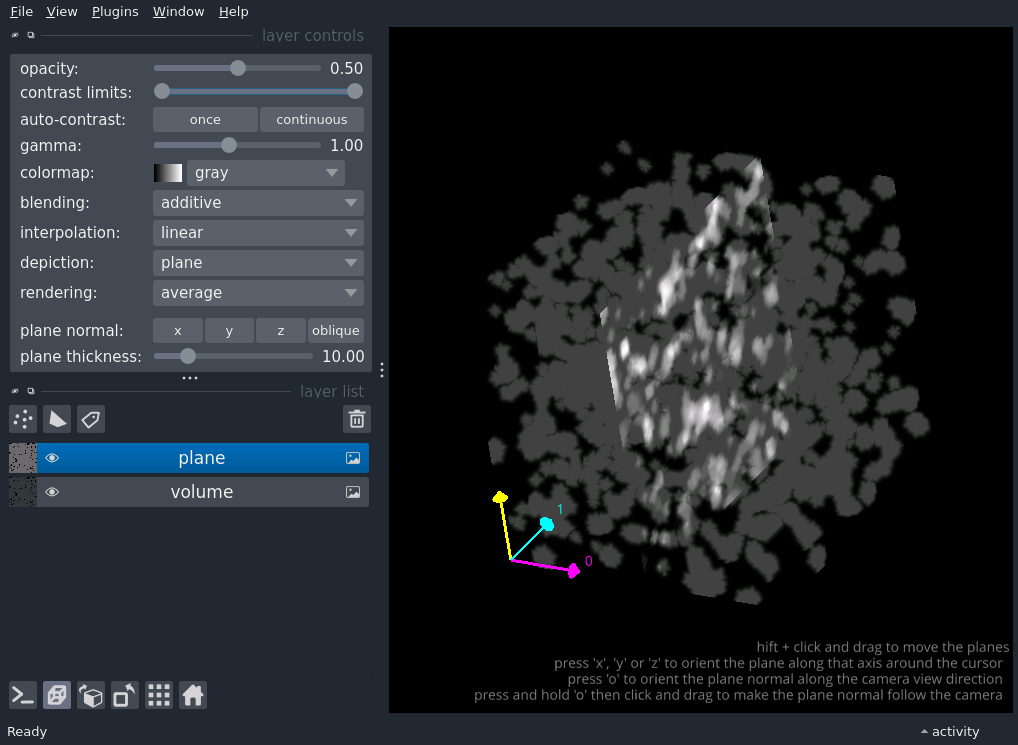 File View Plugins Window Help
layer controls
opacity: 0.50
contrast limits:
auto-contrast: once continuous
gamma: 1.00
colormap: gray
blending: additive
interpolation: linear
depiction: plane
rendering: average
plane normal: x y z oblique
plane thickness: 10.00
layer list
plane
volume
1
0
hift + click and drag to move the planes
press 'x', 'y' or 'z' to orient the plane along that axis around the cursor
press 'o' to orient the plane normal along the camera view direction
press and hold 'o' then click and drag to make the plane normal follow the camera
Ready activity